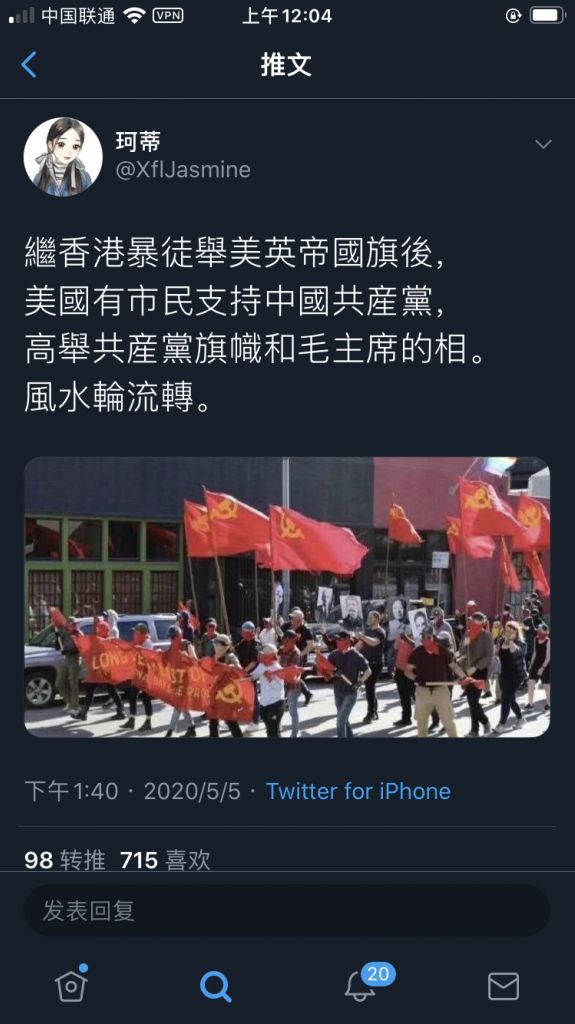 中国联通 VPN 上午12:04
推文
珂蒂
@XflJasmine
繼香港暴徒舉美英帝國旗後，
美國有市民支持中國共産黨，
高舉共産黨旗幟和毛主席的相。
風水輪流轉。
LONG
OF
下午1:40 · 2020/5/5 · Twitter for iPhone
98 转推 715 喜欢
发表回复
20